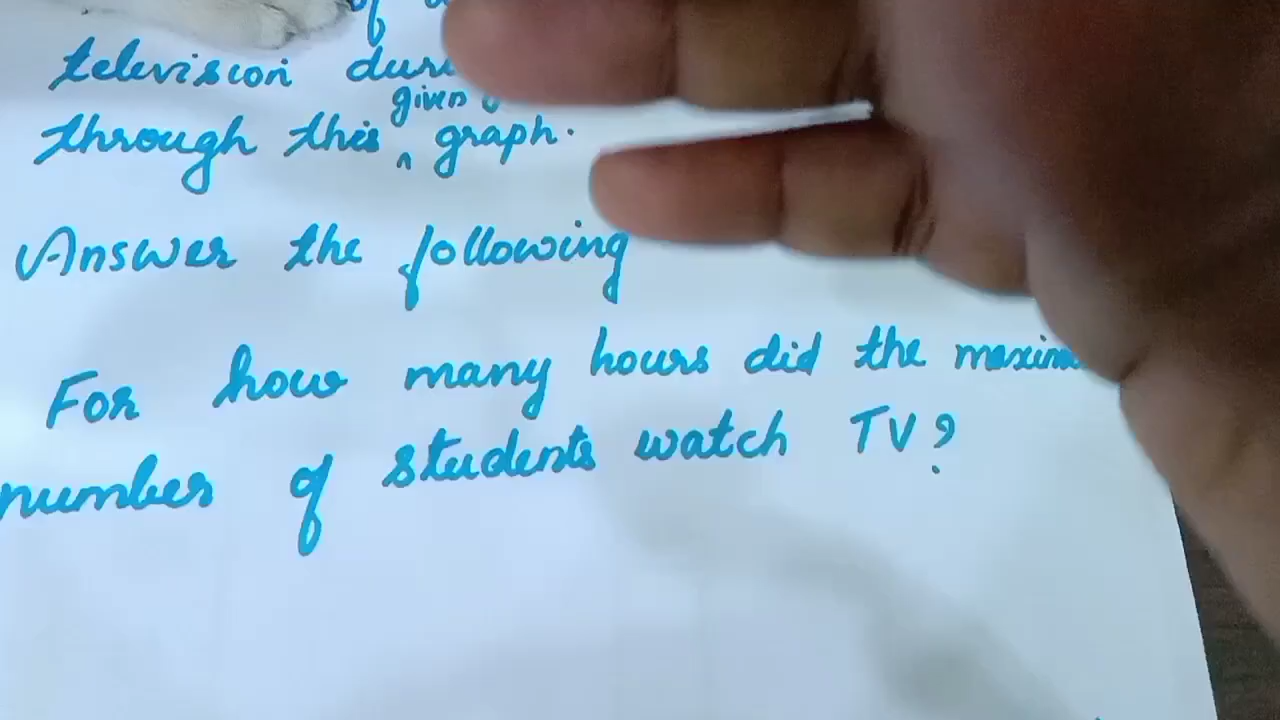 of
television
given
through this ^ graph.
Answer the following
For how many hours did the
number of students watch TV?